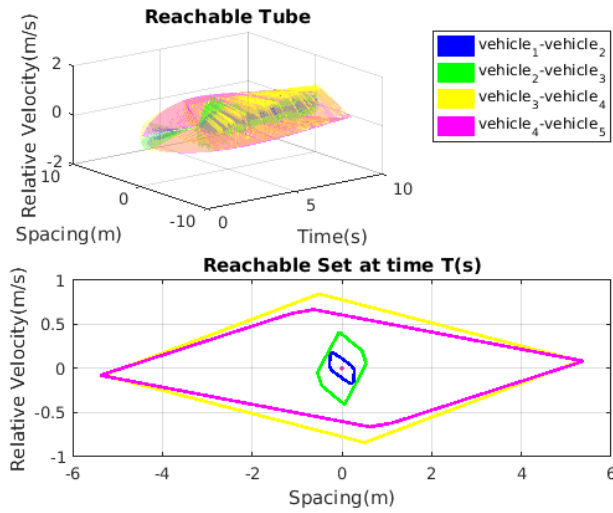 Reachable Tube
Relative Velocity(m/s)
2
0
-2
10
0
-10
Spacing(m)
0
5
10
Time(s)
vehicle₁-vehicle₂
vehicle₂-vehicle₃
vehicle₃-vehicle₄
vehicle₄-vehicle₅
Reachable Set at time T(s)
Relative Velocity(m/s)
1
0.5
0
-0.5
-1
-6
-4
-2
0
2
4
6
Spacing(m)